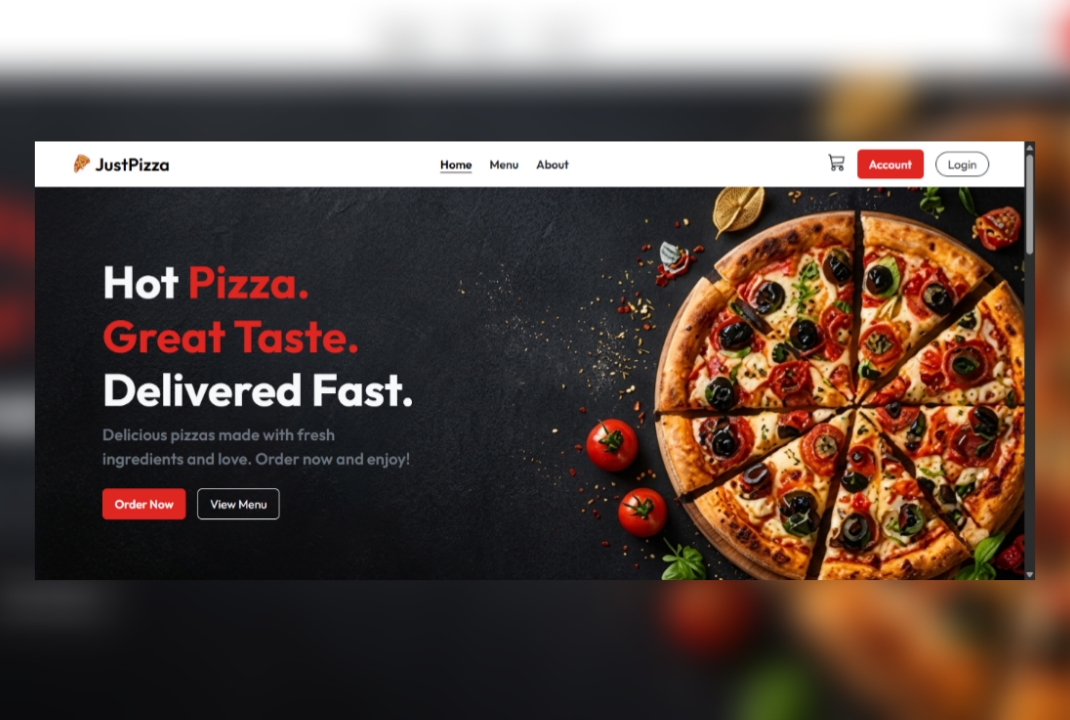 JustPizza
Home Menu About
Account Login
Hot Pizza.
Great Taste.
Delivered Fast.
Delicious pizzas made with fresh
ingredients and love. Order now and enjoy!
Order Now View Menu